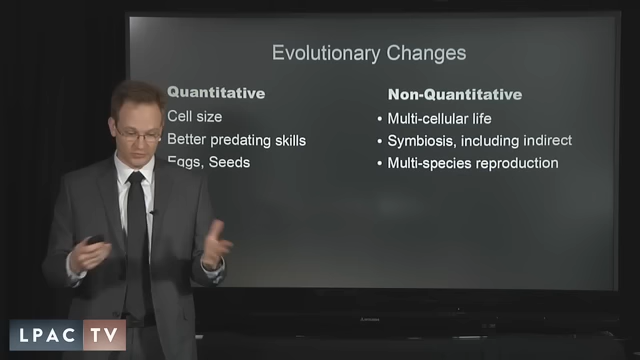 Evolutionary Changes
Quantitative
Cell size
Better predating skills
Eggs, Seeds
Non-Quantitative
• Multi-cellular life
• Symbiosis, including indirect
• Multi-species reproduction
LPAC TV